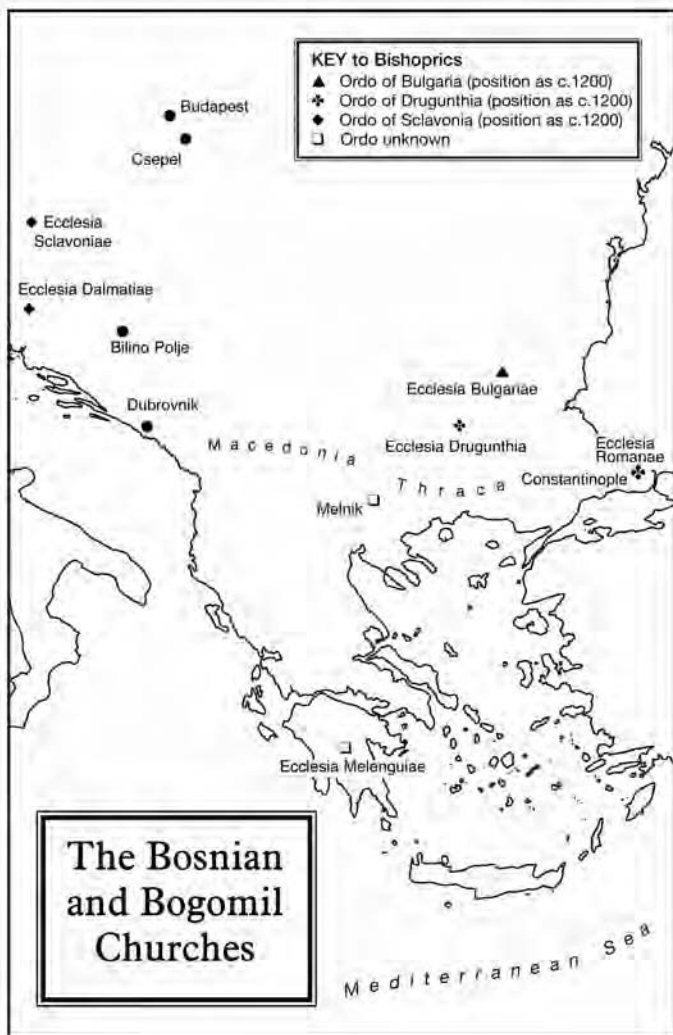 KEY to Bishoprics
▲ Ordo of Bulgaria (position as c.1200)
✤ Ordo of Drugunthia (position as c.1200)
◆ Ordo of Sclavonia (position as c.1200)
❏ Ordo unknown
Budapest
Csepel
Ecclesia
Sclavoniae
Ecclesia Dalmatiae
Bilino Polje
Ecclesia Bulgariae
Dubrovnik
Ecclesia Drugunthia
Macedonia
Ecclesia
Romanae
Constantinople
Thraca
Melnik
Ecclesia Melenguiae
The Bosnian
and Bogomil
Churches
Mediterranean Sea